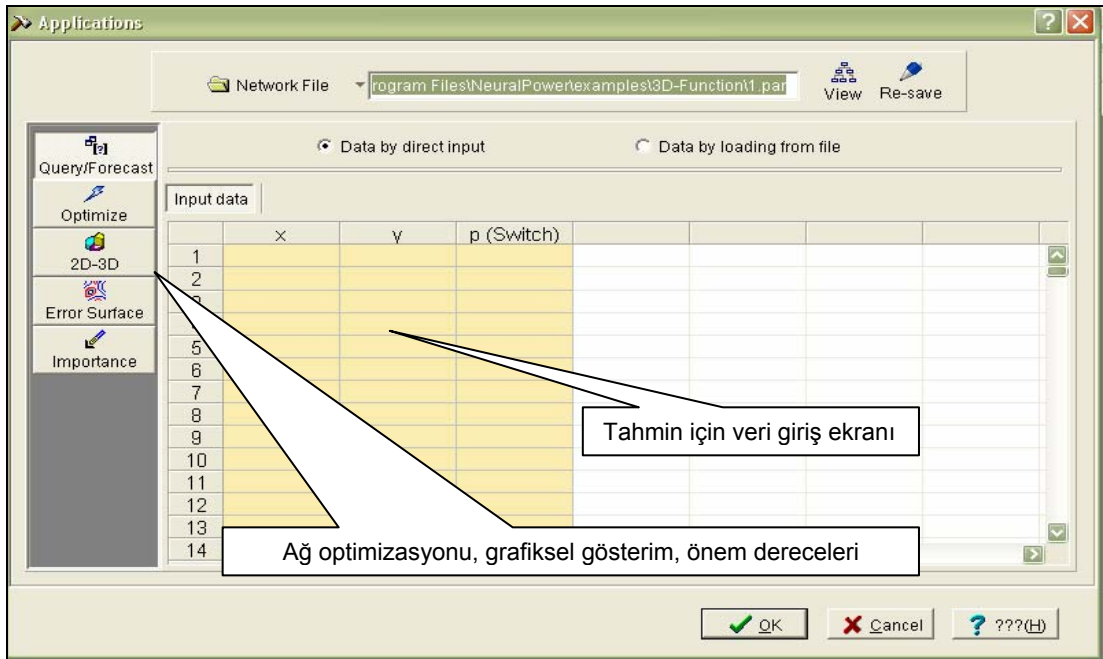 Applications
Network File rogram Files\NeuralPower\examples\3D-Function\1.par View Re-save
Query/Forecast
Optimize
2D-3D
Error Surface
Importance
Data by direct input Data by loading from file
Input data
x y p (Switch)
1
2
5
6
7
8
9
10
11
12
13
14
Tahmin için veri giriş ekranı
Ağ optimizasyonu, grafiksel gösterim, önem dereceleri
OK Cancel ???(H)